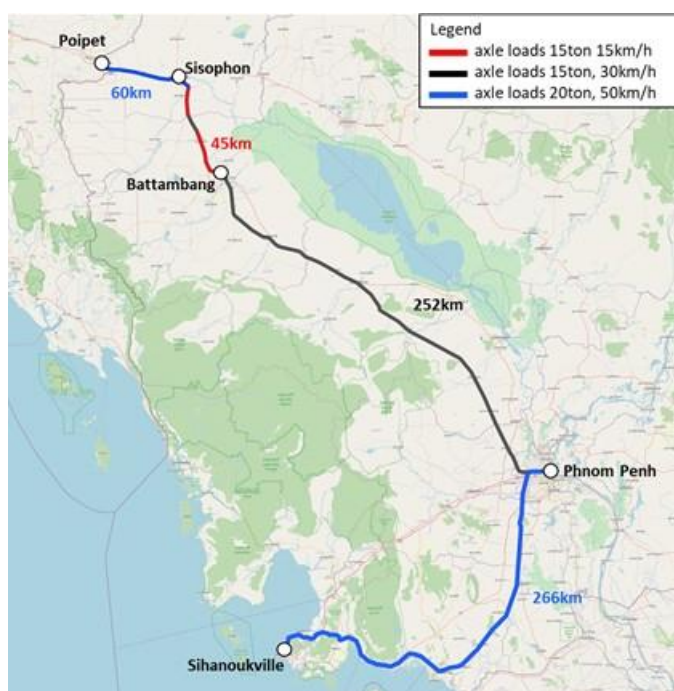 Legend
axle loads 15ton 15km/h
axle loads 15ton, 30km/h
axle loads 20ton, 50km/h
Poipet
Sisophon
60km
45km
Battambang
252km
Phnom Penh
266km
Sihanoukville